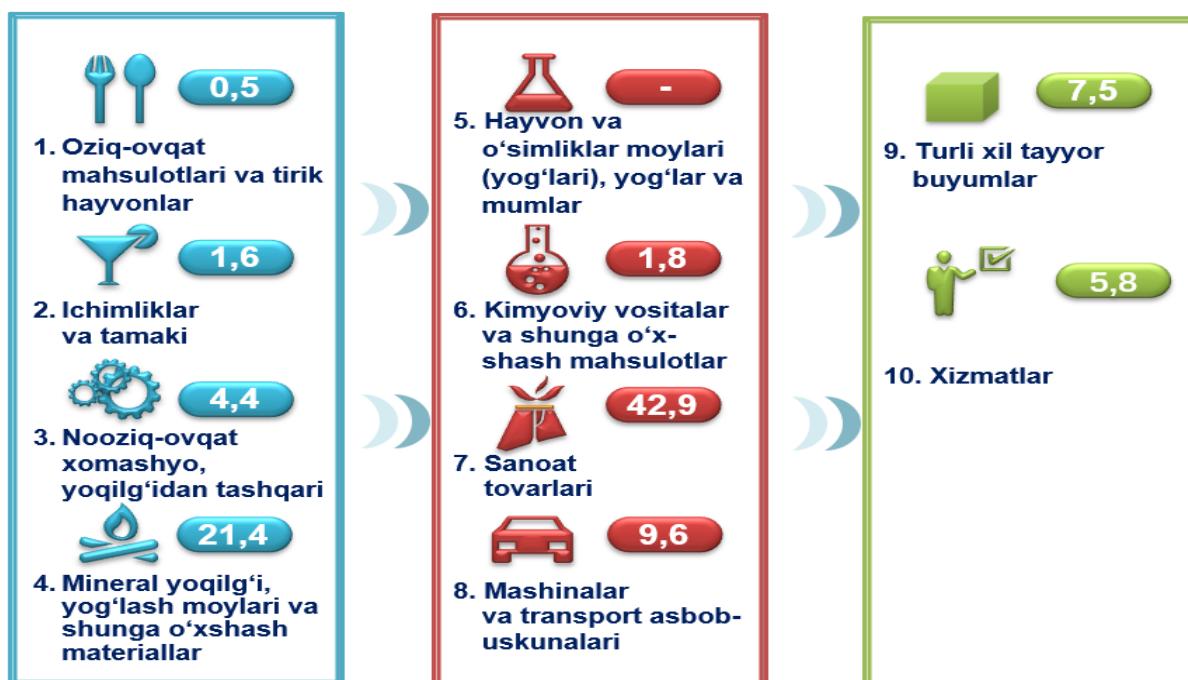 0,5
1. Oziq-ovqat
mahsulotlari va tirik
hayvonlar
1,6
2. Ichimliklar
va tamaki
4,4
3. Nooziq-ovqat
xomashyo,
yoqilg‘idan tashqari
21,4
4. Mineral yoqilg‘i,
yog‘lash moylari va
shunga o‘xshash
materiallar
-
5. Hayvon va
o‘simliklar moylari
(yog‘lari), yog‘lar va
mumlar
1,8
6. Kimyoviy vositalar
va shunga o‘x-
shash mahsulotlar
42,9
7. Sanoat
tovarlari
9,6
8. Mashinalar
va transport asbob-
uskunalari
7,5
9. Turli xil tayyor
buyumlar
5,8
10. Xizmatlar